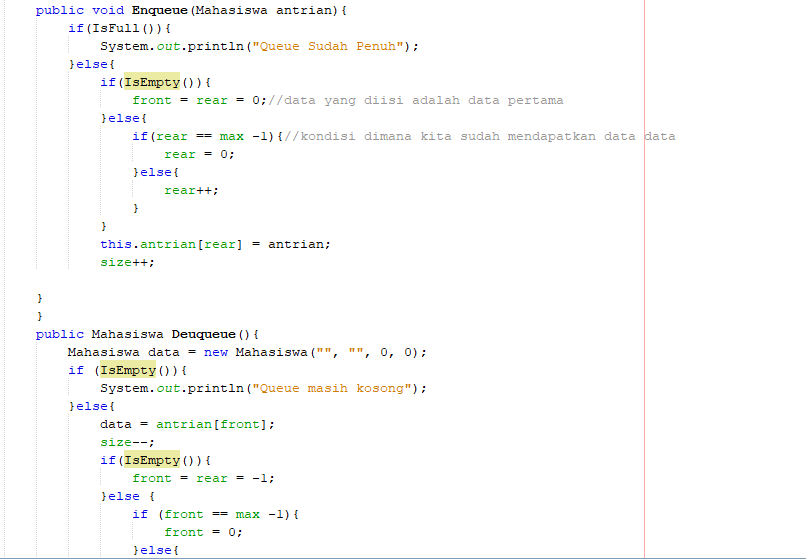 public void Enqueue(Mahasiswa antrian){
if(IsFull()){
System.out.println("Queue Sudah Penuh");
}else{
if(IsEmpty()){
front = rear = 0;//data yang diisi adalah data pertama
}else{
if(rear == max -1){//kondisi dimana kita sudah mendapatkan data data
rear = 0;
}else{
rear++;
}
}
this.antrian[rear] = antrian;
size++;
}
}
public Mahasiswa Deuqueue(){
Mahasiswa data = new Mahasiswa("", "", 0, 0);
if (IsEmpty()){
System.out.println("Queue masih kosong");
}else{
data = antrian[front];
size--;
if(IsEmpty()){
front = rear = -1;
}else {
if (front == max -1){
front = 0;
}else{